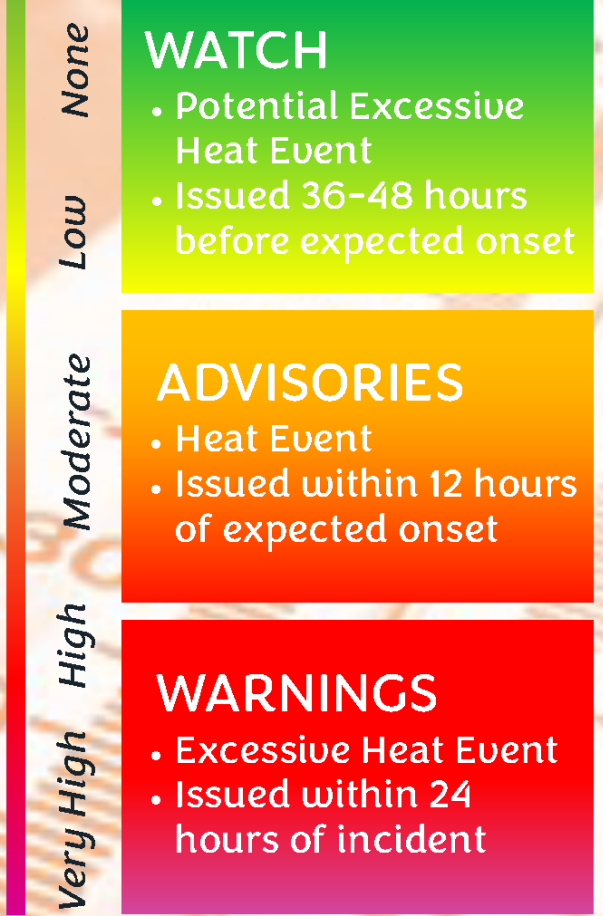 None
Low
Moderate
High
Very High
WATCH
• Potential Excessive
Heat Event
• Issued 36-48 hours
before expected onset
ADVISORIES
• Heat Event
• Issued within 12 hours
of expected onset
WARNINGS
• Excessive Heat Event
• Issued within 24
hours of incident